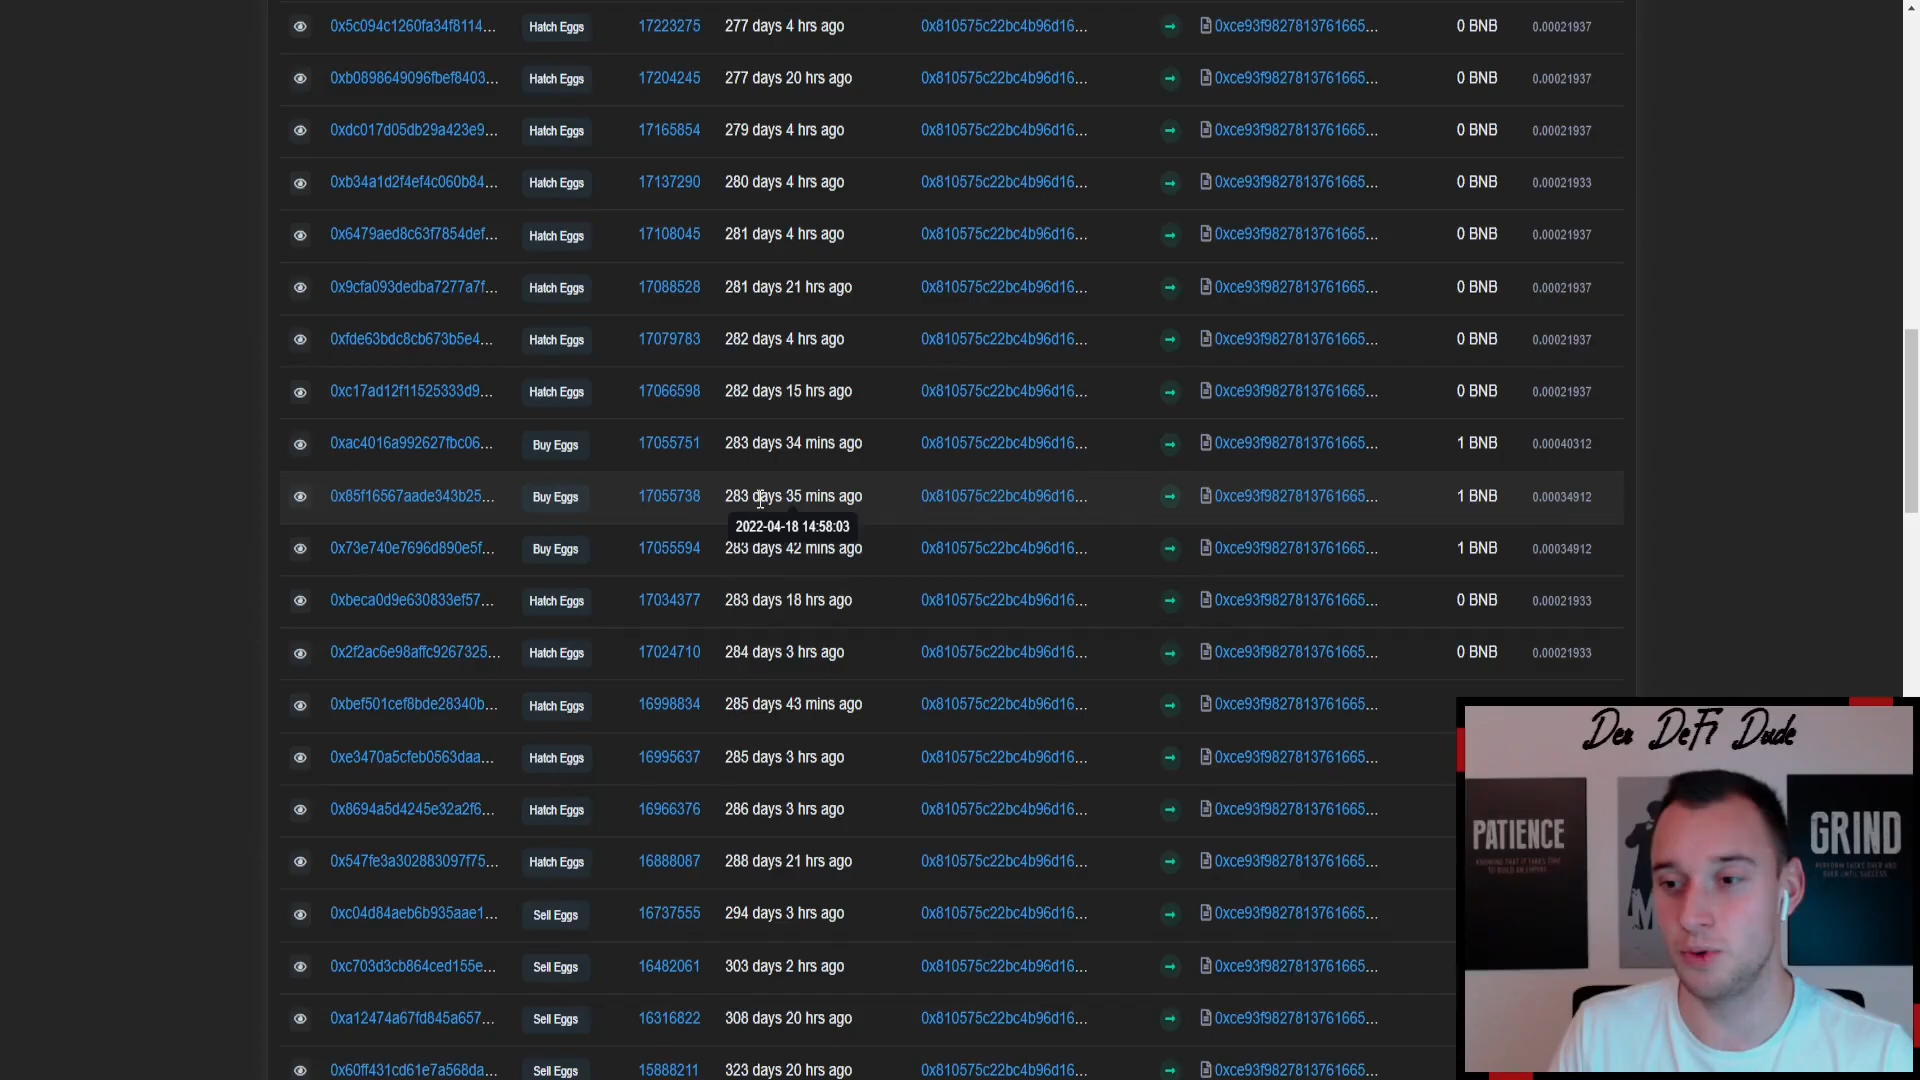 0x5c094c1260fa34f8114... Hatch Eggs 17223275 277 days 4 hrs ago 0x810575c22bc4b96d16... 0xce93f9827813761665... 0 BNB 0.00021937
0xb0898649096fbef8403... Hatch Eggs 17204245 277 days 20 hrs ago 0x810575c22bc4b96d16... 0xce93f9827813761665... 0 BNB 0.00021937
0xdc017d05db29a423e9... Hatch Eggs 17165854 279 days 4 hrs ago 0x810575c22bc4b96d16... 0xce93f9827813761665... 0 BNB 0.00021937
0xb34a1d2f4ef4c060b84... Hatch Eggs 17137290 280 days 4 hrs ago 0x810575c22bc4b96d16... 0xce93f9827813761665... 0 BNB 0.00021933
0x6479aed8c63f7854def... Hatch Eggs 17108045 281 days 4 hrs ago 0x810575c22bc4b96d16... 0xce93f9827813761665... 0 BNB 0.00021937
0x9cfa093dedba7277a7f... Hatch Eggs 17088528 281 days 21 hrs ago 0x810575c22bc4b96d16... 0xce93f9827813761665... 0 BNB 0.00021937
0xfde63bdc8cb673b5e4... Hatch Eggs 17079783 282 days 4 hrs ago 0x810575c22bc4b96d16... 0xce93f9827813761665... 0 BNB 0.00021937
0xc17ad12f11525333d9... Hatch Eggs 17066598 282 days 15 hrs ago 0x810575c22bc4b96d16... 0xce93f9827813761665... 0 BNB 0.00021937
0xac4016a992627fbc06... Buy Eggs 17055751 283 days 34 mins ago 0x810575c22bc4b96d16... 0xce93f9827813761665... 1 BNB 0.00040312
0x85f16567aade343b25... Buy Eggs 17055738 283 days 35 mins ago 0x810575c22bc4b96d16... 0xce93f9827813761665... 1 BNB 0.00034912
2022-04-18 14:58:03
0x73e740e7696d890e5f... Buy Eggs 17055594 283 days 42 mins ago 0x810575c22bc4b96d16... 0xce93f9827813761665... 1 BNB 0.00034912
0xbeca0d9e630833ef57... Hatch Eggs 17034377 283 days 18 hrs ago 0x810575c22bc4b96d16... 0xce93f9827813761665... 0 BNB 0.00021933
0x2f2ac6e98affc9267325... Hatch Eggs 17024710 284 days 3 hrs ago 0x810575c22bc4b96d16... 0xce93f9827813761665... 0 BNB 0.00021933
0xbef501cef8bde28340b... Hatch Eggs 16998834 285 days 43 mins ago 0x810575c22bc4b96d16... 0xce93f9827813761665...
0xe3470a5cfeb0563daa... Hatch Eggs 16995637 285 days 3 hrs ago 0x810575c22bc4b96d16... 0xce93f9827813761665...
0x8694a5d4245e32a2f6... Hatch Eggs 16966376 286 days 3 hrs ago 0x810575c22bc4b96d16... 0xce93f9827813761665...
0x547fe3a302883097f75... Hatch Eggs 16888087 288 days 21 hrs ago 0x810575c22bc4b96d16... 0xce93f9827813761665...
0xc04d84aeb6b935aae1... Sell Eggs 16737555 294 days 3 hrs ago 0x810575c22bc4b96d16... 0xce93f9827813761665...
0xc703d3cb864ced155e... Sell Eggs 16482061 303 days 2 hrs ago 0x810575c22bc4b96d16... 0xce93f9827813761665...
0xa12474a67fd845a657... Sell Eggs 16316822 308 days 20 hrs ago 0x810575c22bc4b96d16... 0xce93f9827813761665...
0x60ff431cd61e7a568da... Sell Eggs 15888211 323 days 20 hrs ago 0x810575c22bc4b96d16... 0xce93f9827813761665...
Der DeFi Dude
PATIENCE
KNOWING THAT IT TAKES TIME
TO BUILD AN EMPIRE
GRIND